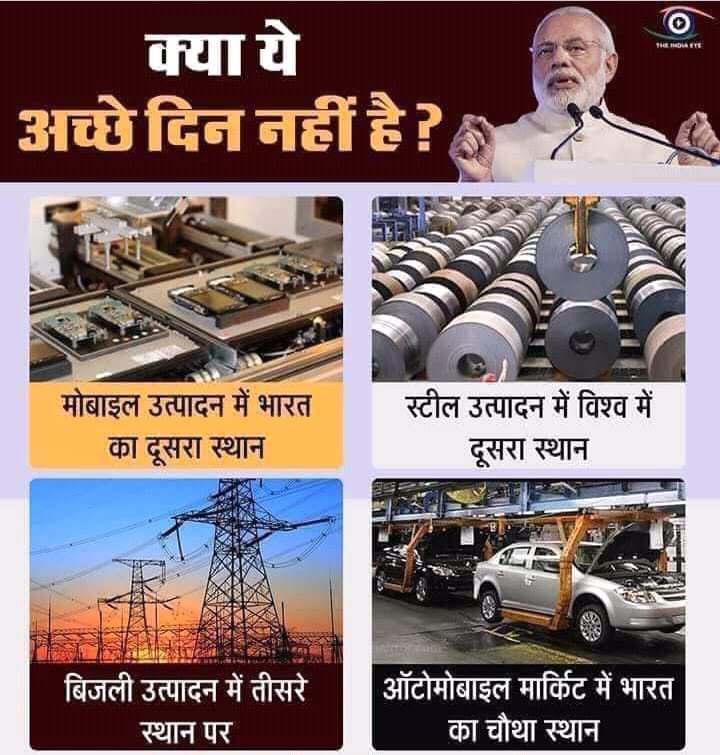 क्या ये
अच्छे दिन नहीं है?
THE INDIA EYE
मोबाइल उत्पादन में भारत
का दूसरा स्थान
स्टील उत्पादन में विश्व में
दूसरा स्थान
बिजली उत्पादन में तीसरे
स्थान पर
ऑटोमोबाइल मार्किट में भारत
का चौथा स्थान